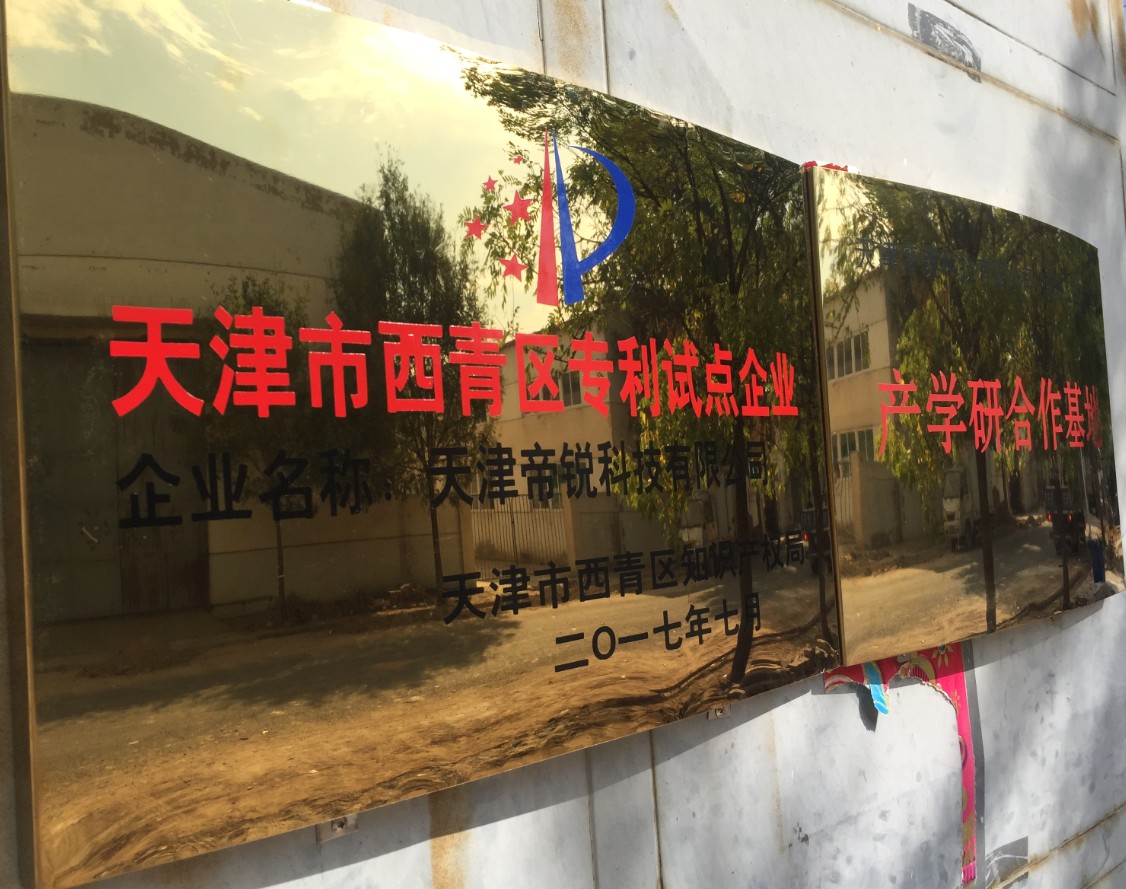 天津市西青区专利试点企业
企业名称：天津帝锐科技有限公司
天津市西青区知识产权局
二〇一七年七月
产学研合作基地